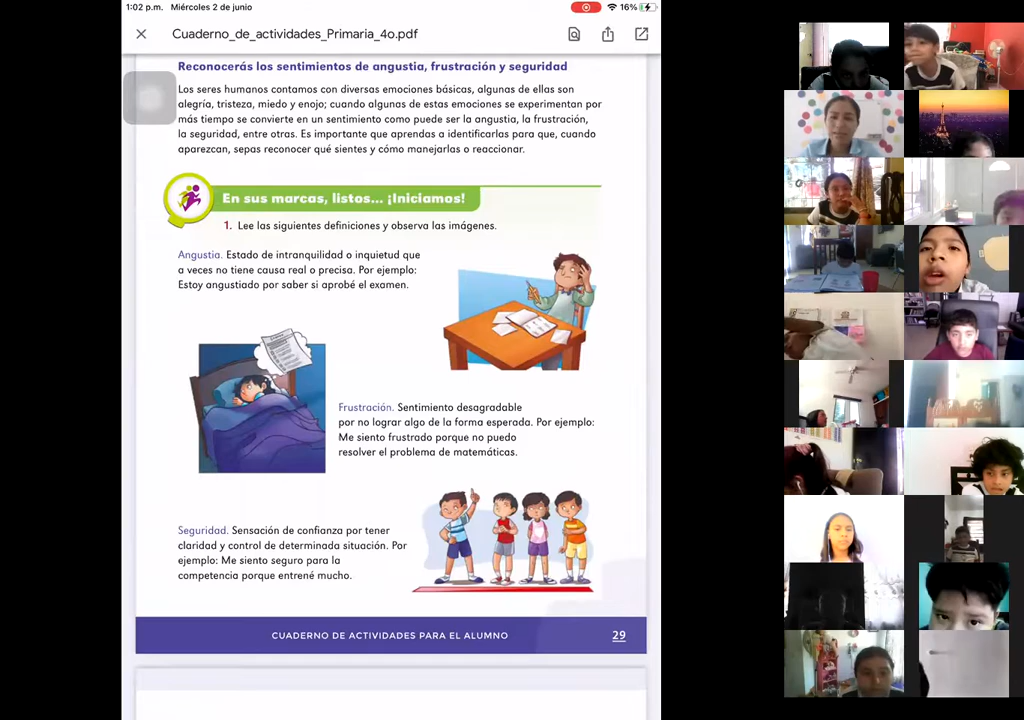 1:02 p.m. Miércoles 2 de junio
16%
Cuaderno_de_actividades_Primaria_4o.pdf
Reconocerás los sentimientos de angustia, frustración y seguridad
Los seres humanos contamos con diversas emociones básicas, algunas de ellas son
alegría, tristeza, miedo y enojo; cuando algunas de estas emociones se experimentan por
más tiempo se convierte en un sentimiento como puede ser la angustia, la frustración,
la seguridad, entre otras. Es importante que aprendas a identificarlas para que, cuando
aparezcan, sepas reconocer qué sientes y cómo manejarlas o reaccionar.
En sus marcas, listos... ¡Iniciamos!
1. Lee las siguientes definiciones y observa las imágenes.
Angustia. Estado de intranquilidad o inquietud que
a veces no tiene causa real o precisa. Por ejemplo:
Estoy angustiado por saber si aprobé el examen.
Frustración. Sentimiento desagradable
por no lograr algo de la forma esperada. Por ejemplo:
Me siento frustrado porque no puedo
resolver el problema de matemáticas.
Seguridad. Sensación de confianza por tener
claridad y control de determinada situación. Por
ejemplo: Me siento seguro para la
competencia porque entrené mucho.
CUADERNO DE ACTIVIDADES PARA EL ALUMNO 29